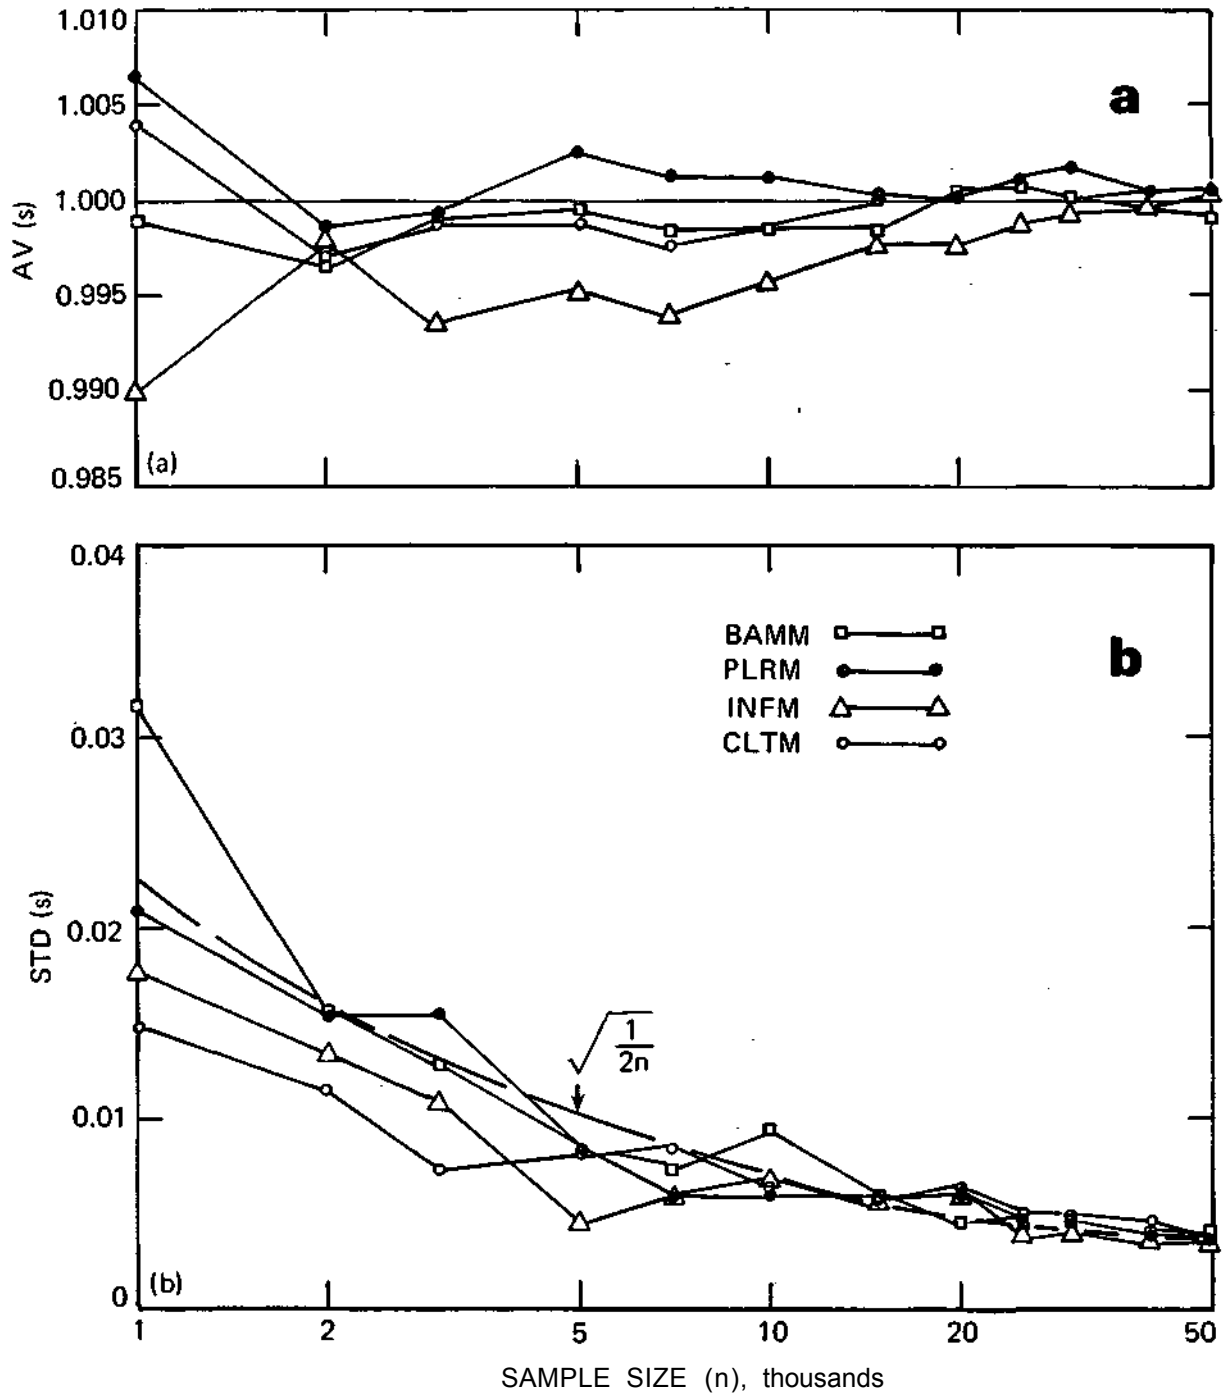 1.010
1.005
1.000
0.995
0.990
0.985
AV (s)
a
(a)
0.04
0.03
0.02
0.01
0
STD (s)
BAMM
PLRM
INFM
CLTM
b
√1/2n
(b)
1 2 5 10 20 50
SAMPLE SIZE (n), thousands